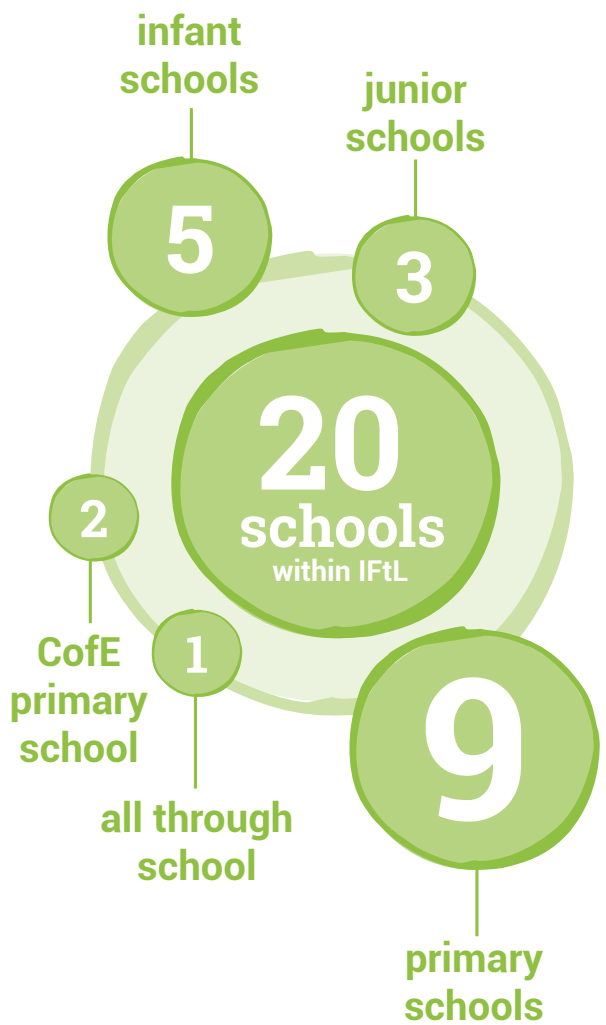 infant
schools
5
junior
schools
3
20
schools
within IFtL
2
CofE
primary
school
1
all through
school
9
primary
schools